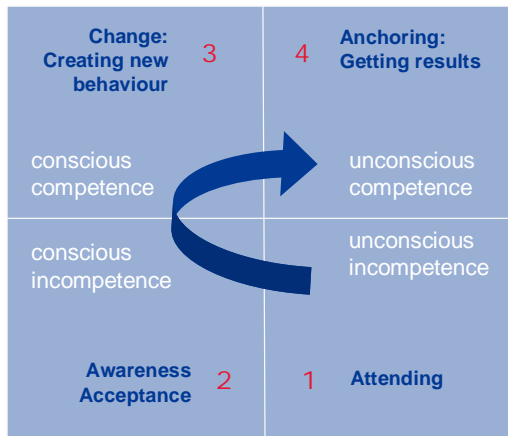 Change:
Creating new
behaviour
3
4
Anchoring:
Getting results
conscious
competence
unconscious
competence
conscious
incompetence
unconscious
incompetence
Awareness
Acceptance
2
1
Attending